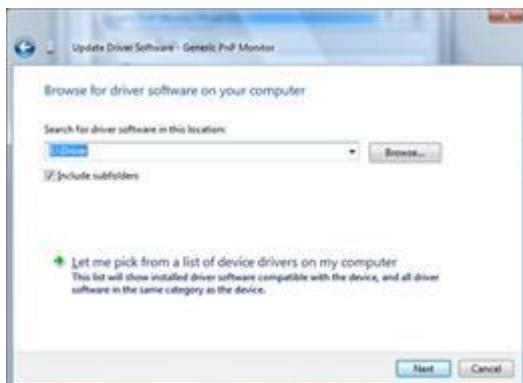 Update Driver Software - Generic PnP Monitor
Browse for driver software on your computer
Search for driver software in this location:
Browse...
Include subfolders
Let me pick from a list of device drivers on my computer
This list will show installed driver software compatible with the device, and all driver
software in the same category as the device.
Next
Cancel